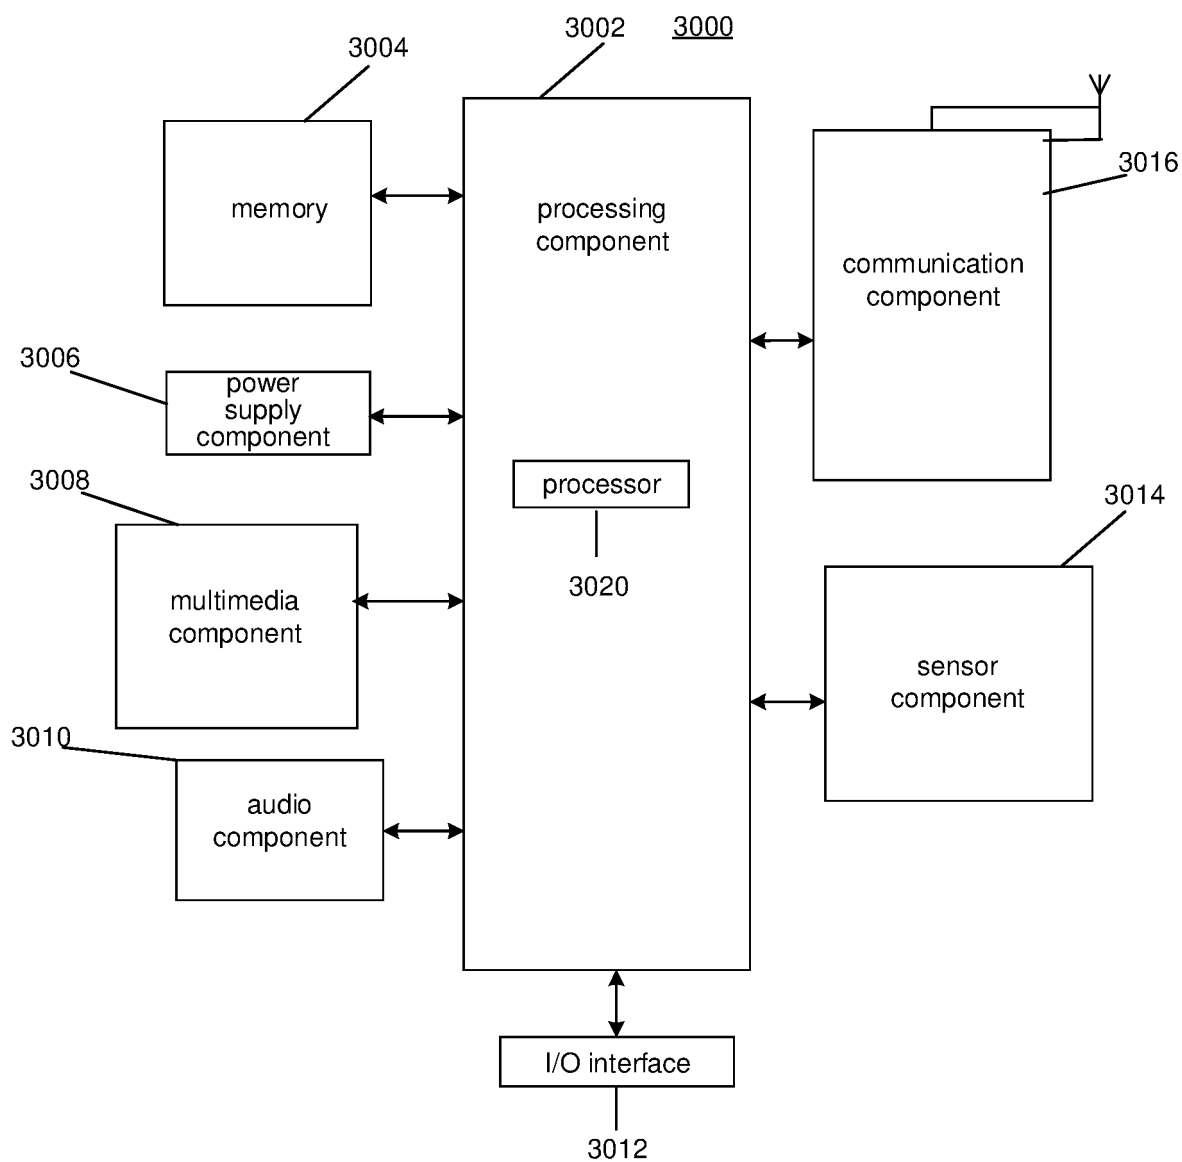 3002
3000
3004
3016
memory
processing
component
communication
component
3006
power
supply
component
3008
processor
3014
3020
multimedia
component
sensor
component
3010
audio
component
I/O interface
3012